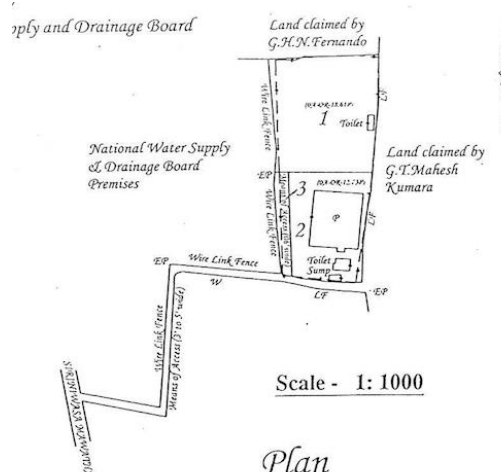 pply and Drainage Board
Land claimed by
G.H.N.Fernando
Wire Link Fence
1
Toilet
LF
National Water Supply
& Drainage Board
Premises
Land claimed by
G.T.Mahesh
Kumara
EP
3
2
P
Wire Link Fence
LF
Toilet
Sump
EP
Wire Link Fence
W
LF
EP
Wire Link Fence
Means of Access (3' to 5' wide)
Scale - 1: 1000
Plan